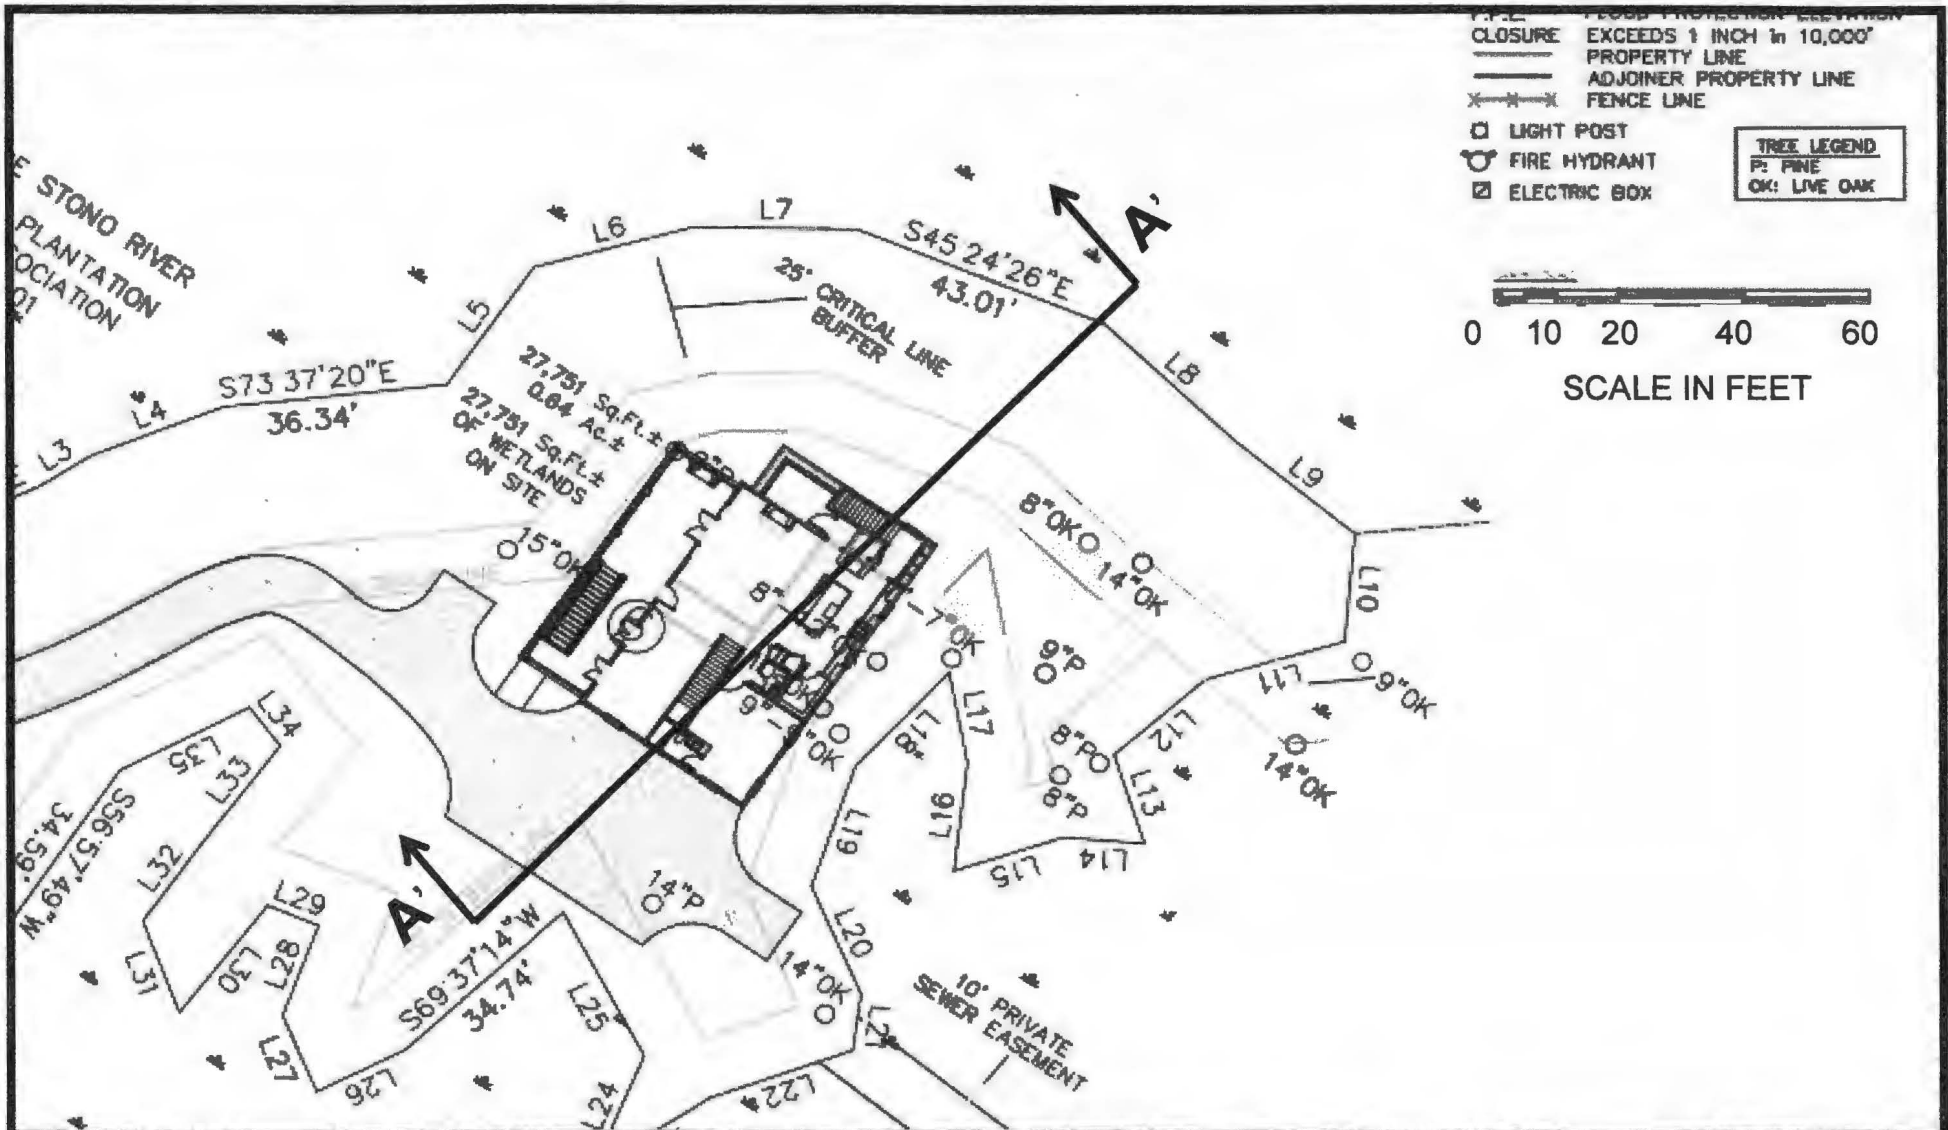 CLOSURE EXCEEDS 1 INCH in 10,000"
PROPERTY LINE
ADJOINER PROPERTY LINE
FENCE LINE
LIGHT POST
FIRE HYDRANT
ELECTRIC BOX
TREE LEGEND
P: PINE
OK: LIVE OAK
0 10 20 40 60
SCALE IN FEET
E STONO RIVER
PLANTATION
OCIATION
01
L3
L4
S73 37'20"E
36.34'
L5
L6
L7
S45 24'26"E
43.01'
A'
25' CRITICAL LINE
BUFFER
27,751 Sq.Ft.±
0.64 Ac.±
27,751 Sq.Ft.±
OF WETLANDS
ON SITE
L8
L9
L10
L11
L12
L13
L14
L15
L16
L17
L18
L19
L20
L21
L22
L24
L25
L26
L27
L28
L29
L30
L31
L32
L33
L34
L35
15"OK
8"OK
14"OK
7"OK
9"P
8"P
8"P
9"OK
14"OK
8"
9"
14"P
14"OK
A'
S69·37'14"W
34.74'
S56·57'49"W
34.59'
10' PRIVATE
SEWER EASEMENT